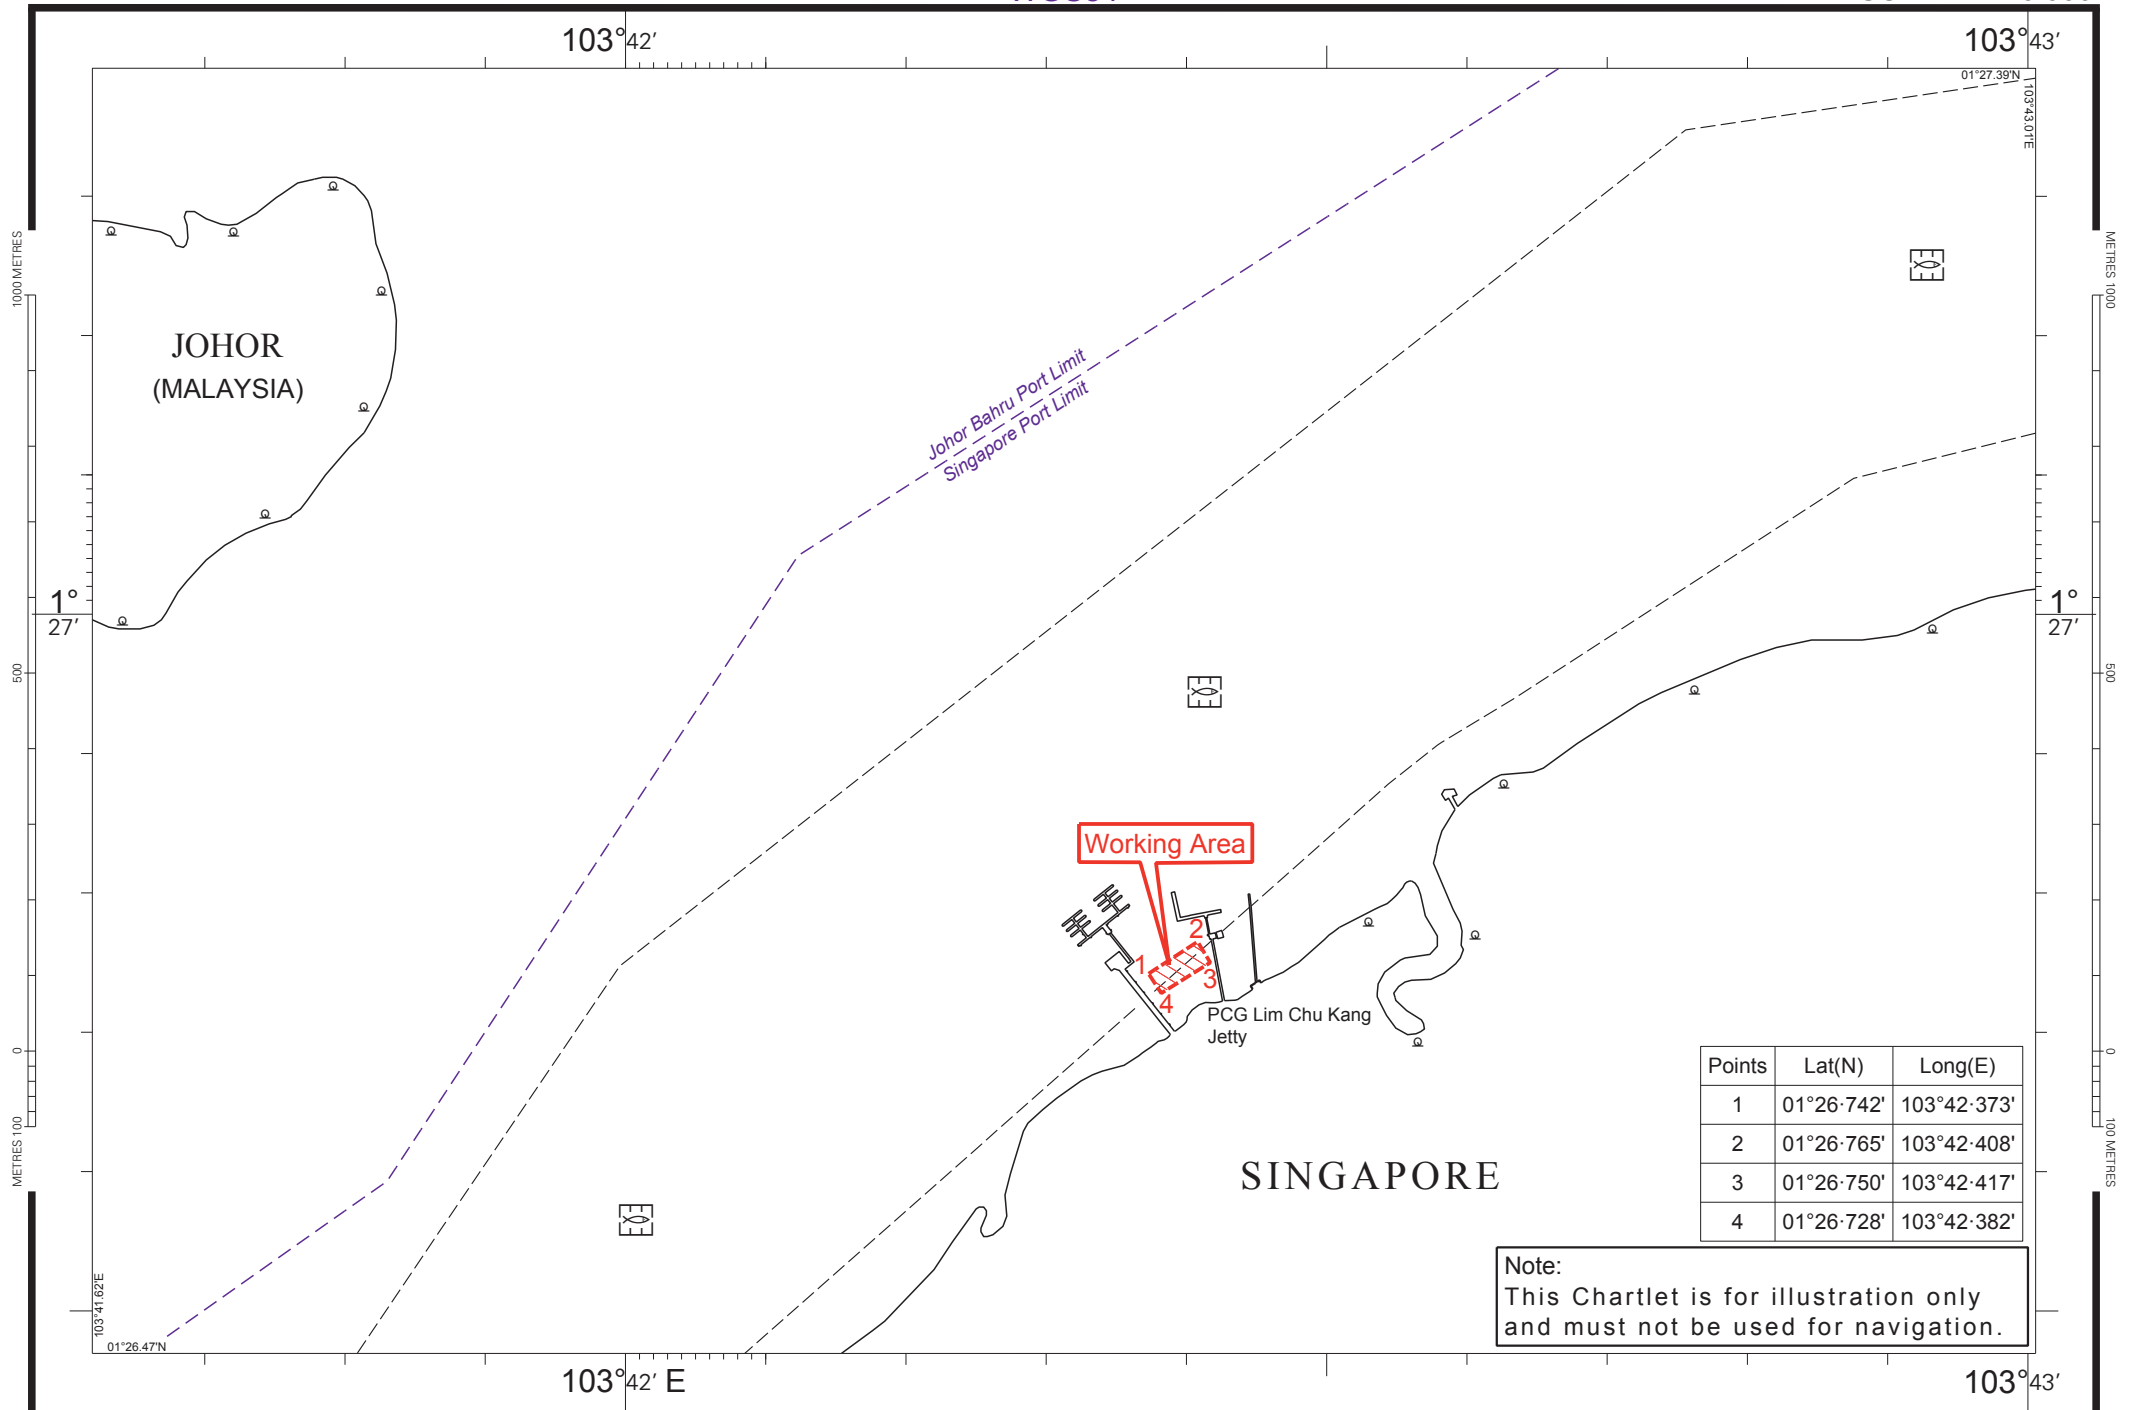 103°42′
103°43′
01°27.39'N
103°43.01'E
1000 METRES
METRES 1000
JOHOR
(MALAYSIA)
Johor Bahru Port Limit
Singapore Port Limit
1°
27′
1°
27′
500
500
Working Area
1
2
3
4
PCG Lim Chu Kang
Jetty
0
0
METRES 100
100 METRES
SINGAPORE
Points Lat(N) Long(E)
1 01°26·742' 103°42·373'
2 01°26·765' 103°42·408'
3 01°26·750' 103°42·417'
4 01°26·728' 103°42·382'
Note:
This Chartlet is for illustration only
and must not be used for navigation.
103°41.62'E
01°26.47'N
103°42′ E
103°43′